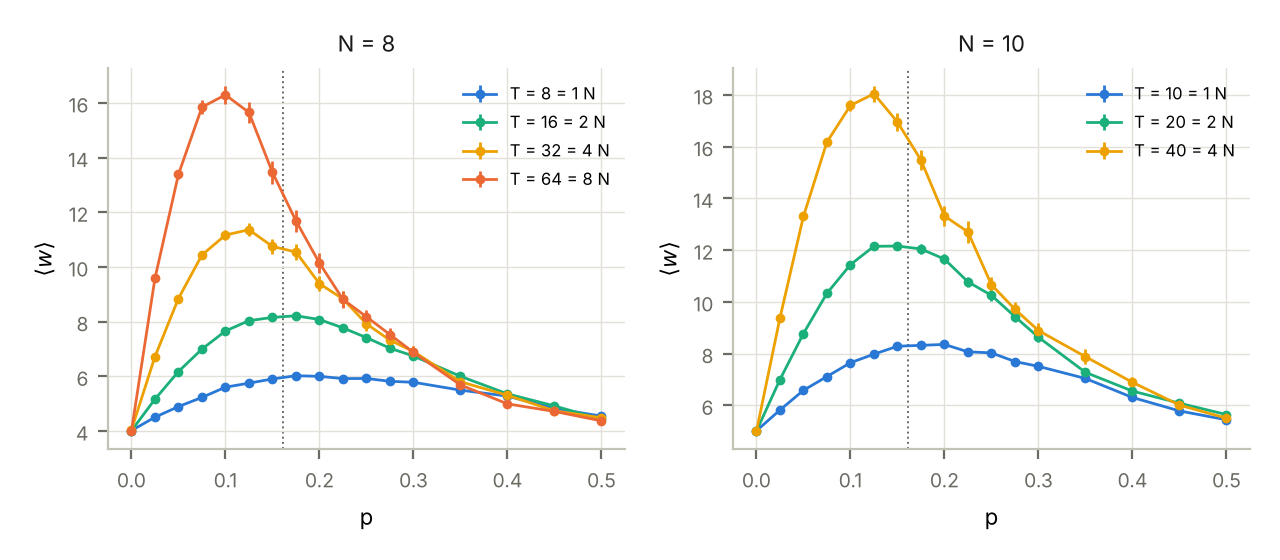 N = 8
16
14
12
10
8
6
4
⟨w⟩
0.0 0.1 0.2 0.3 0.4 0.5
p
T = 8 = 1 N
T = 16 = 2 N
T = 32 = 4 N
T = 64 = 8 N
N = 10
18
16
14
12
10
8
6
⟨w⟩
0.0 0.1 0.2 0.3 0.4 0.5
p
T = 10 = 1 N
T = 20 = 2 N
T = 40 = 4 N